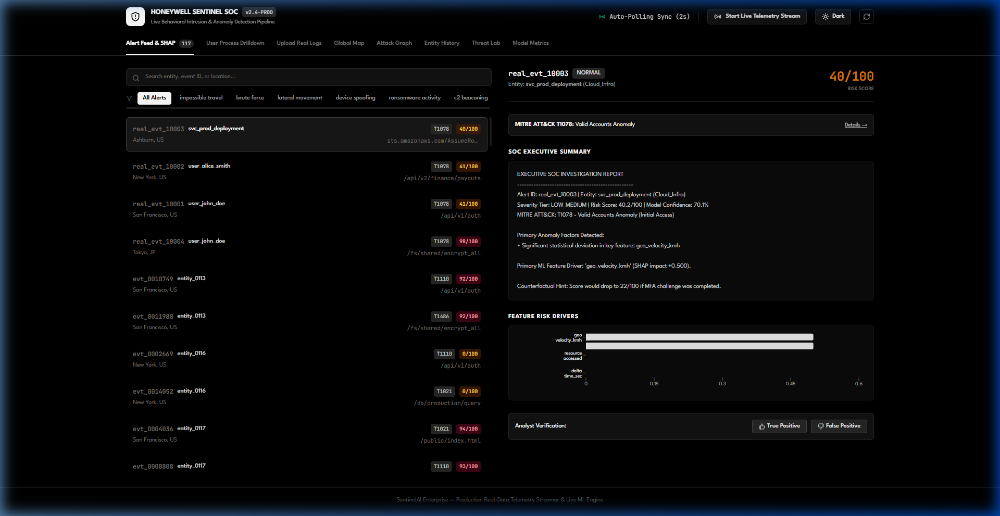 HONEYWELL SENTINEL SOC v2.4-PROD
Live Behavioral Intrusion & Anomaly Detection Pipeline
Auto-Polling Sync (2s)
Start Live Telemetry Stream
Dark
Alert Feed & SHAP 117
User Process Drilldown
Upload Real Logs
Global Map
Attack Graph
Entity History
Threat Lab
Model Metrics
Search entity, event ID, or location...
All Alerts
impossible travel
brute force
lateral movement
device spoofing
ransomware activity
c2 beaconing
real_evt_10003 svc_prod_deployment T1078 40/100
Ashburn, US sts.amazonaws.com/AssumeRo…
real_evt_10002 user_alice_smith T1078 41/100
New York, US /api/v2/finance/payouts
real_evt_10001 user_john_doe T1078 41/100
San Francisco, US /api/v1/auth
real_evt_10004 user_john_doe T1078 98/100
Tokyo, JP /fs/shared/encrypt_all
evt_0010749 entity_0113 T1110 92/100
San Francisco, US /api/v1/auth
evt_0011988 entity_0113 T1486 92/100
San Francisco, US /fs/shared/encrypt_all
evt_0002669 entity_0116 T1110 0/100
New York, US /api/v1/auth
evt_0014052 entity_0116 T1021 0/100
New York, US /db/production/query
evt_0004036 entity_0117 T1021 94/100
San Francisco, US /public/index.html
evt_0008808 entity_0117 T1110 93/100
real_evt_10003 NORMAL
Entity: svc_prod_deployment (Cloud_Infra)
40/100
RISK SCORE
MITRE ATT&CK T1078: Valid Accounts Anomaly
Details →
SOC EXECUTIVE SUMMARY
EXECUTIVE SOC INVESTIGATION REPORT
--------------------------------------------------
Alert ID: real_evt_10003 | Entity: svc_prod_deployment (Cloud_Infra)
Severity Tier: LOW_MEDIUM | Risk Score: 40.2/100 | Model Confidence: 70.1%
MITRE ATT&CK: T1078 - Valid Accounts Anomaly (Initial Access)
Primary Anomaly Factors Detected:
• Significant statistical deviation in key feature: geo_velocity_kmh
Primary ML Feature Driver: 'geo_velocity_kmh' (SHAP impact +0.500).
Counterfactual Hint: Score would drop to 22/100 if MFA challenge was completed.
FEATURE RISK DRIVERS
geo
velocity_kmh
resource
accessed
delta
time_sec
0 0.15 0.3 0.45 0.6
Analyst Verification:
True Positive
False Positive
SentinelAI Enterprise — Production Real-Data Telemetry Streamer & Live ML Engine